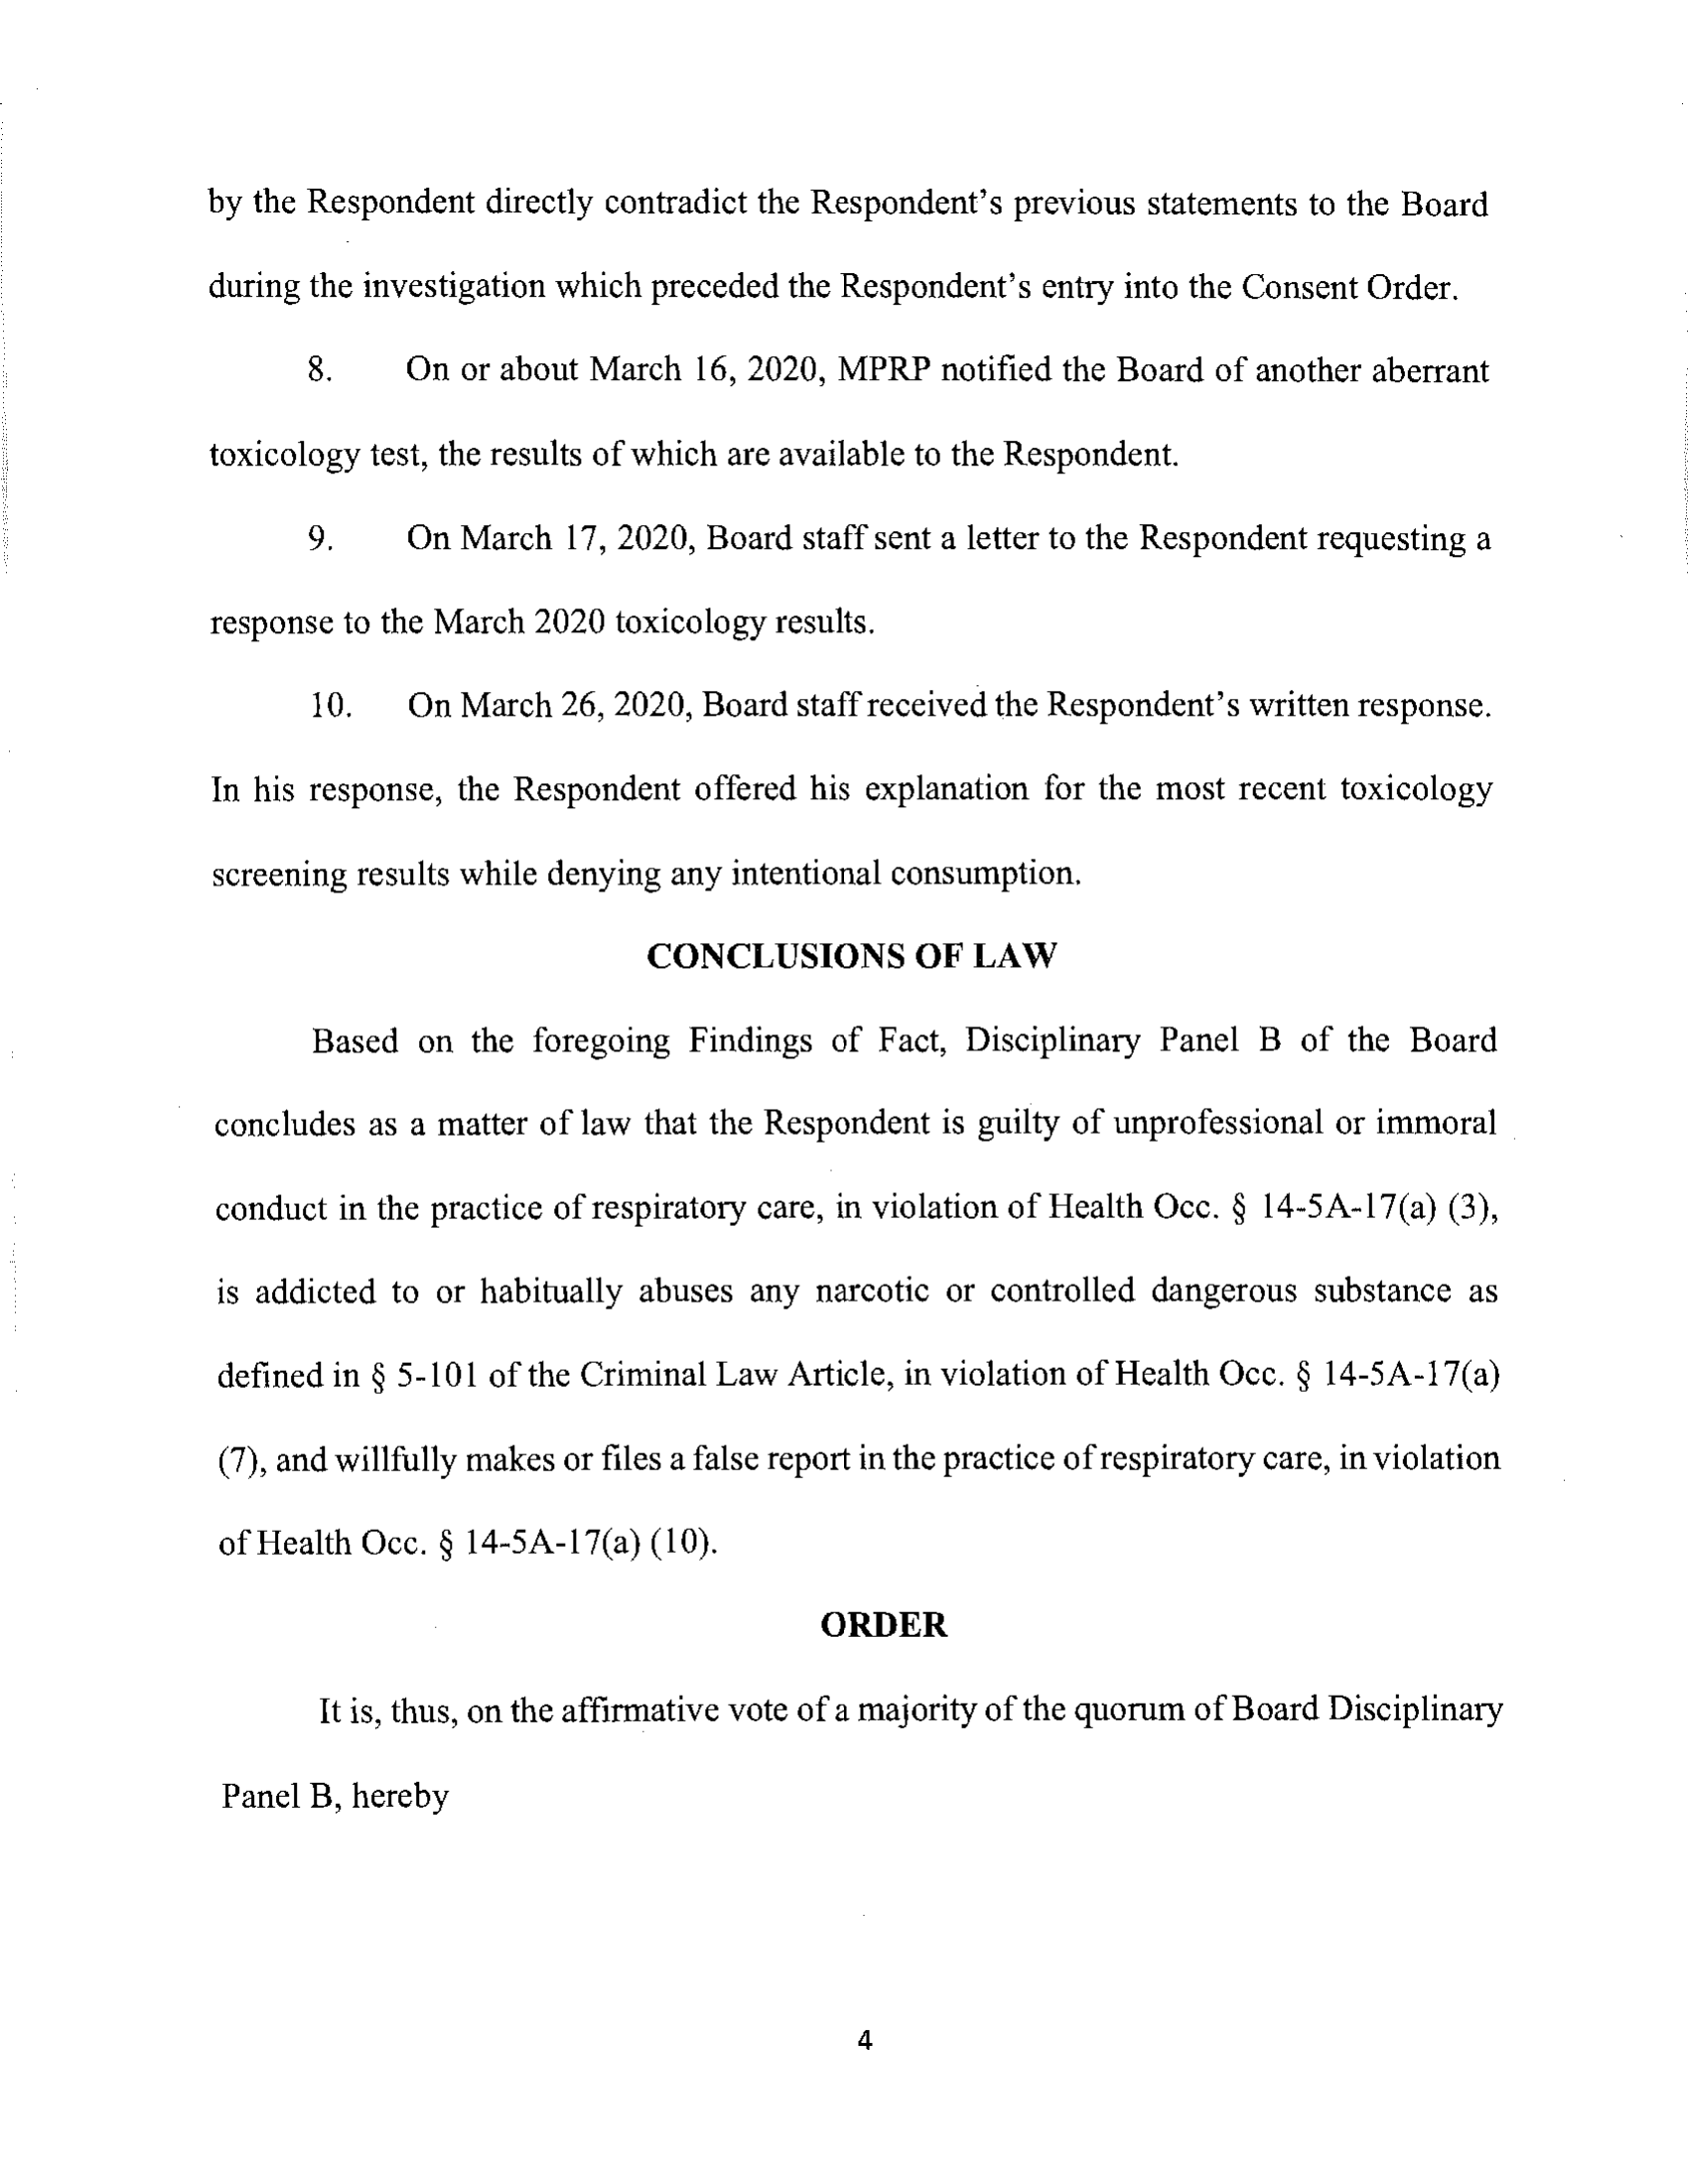 by the Respondent directly contradict the Respondent's previous statements to the Board
during the investigation which preceded the Respondent's entry into the Consent Order.
8. On or about March 16, 2020, MPRP notified the Board of another aberrant
toxicology test, the results of which are available to the Respondent.
9. On March 17, 2020, Board staff sent a letter to the Respondent requesting a
response to the March 2020 toxicology results.
10. On March 26, 2020, Board staff received the Respondent's written response.
In his response, the Respondent offered his explanation for the most recent toxicology
screening results while denying any intentional consumption.
CONCLUSIONS OF LAW
Based on the foregoing Findings of Fact, Disciplinary Panel B of the Board
concludes as a matter of law that the Respondent is guilty of unprofessional or immoral
conduct in the practice of respiratory care, in violation of Health Occ. § 14-5A-17(a) (3),
is addicted to or habitually abuses any narcotic or controlled dangerous substance as
defined in § 5-101 of the Criminal Law Article, in violation of Health Occ. § 14-5A-17(a)
(7), and willfully makes or files a false report in the practice of respiratory care, in violation
of Health Occ. § 14-5A-17(a) (10).
ORDER
It is, thus, on the affirmative vote of a majority of the quorum of Board Disciplinary
Panel B, hereby
4